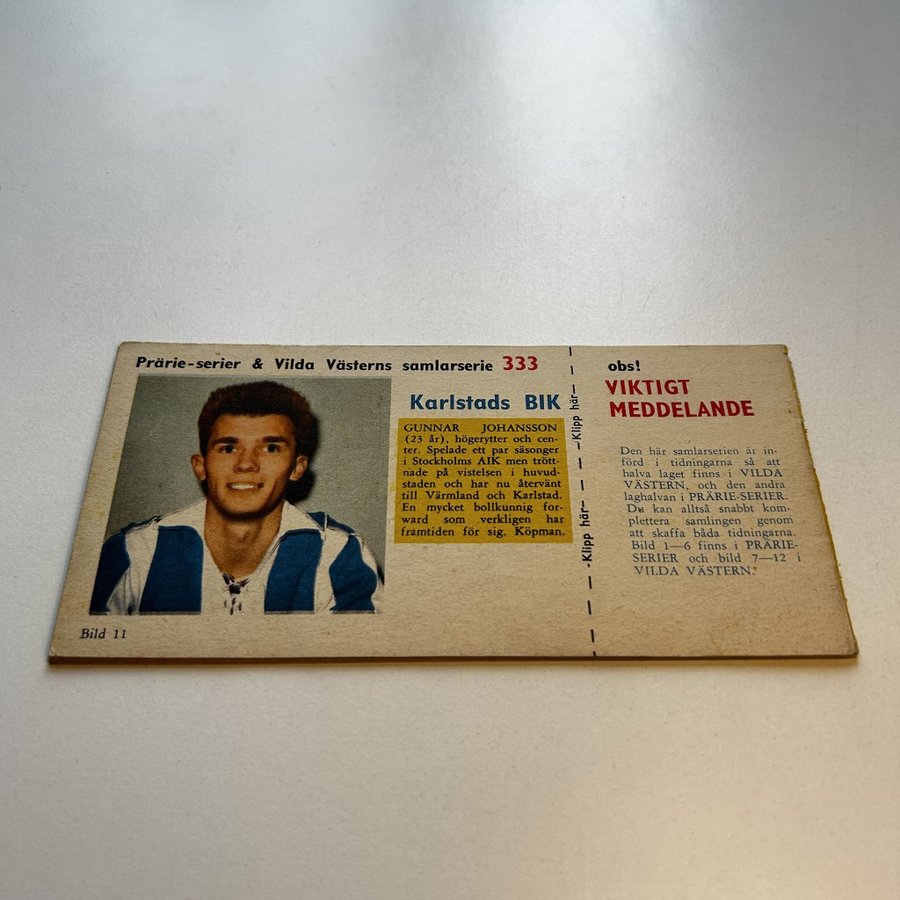 Prärie-serier & Vilda Västerns samlarserie 333
Karlstads BIK
GUNNAR JOHANSSON
(23 år), högerytter och cen-
ter. Spelade ett par säsonger
i Stockholms AIK men trött-
nade på vistelsen i huvud-
staden och har nu återvänt
till Värmland och Karlstad.
En mycket bollkunnig for-
ward som verkligen har
framtiden för sig. Köpman.
Bild 11
-Klipp här-
-Klipp här-
obs!
VIKTIGT
MEDDELANDE
Den här samlarserien är in-
förd i tidningarna så att
halva laget finns i VILDA
VÄSTERN, och den andra
laghalvan i PRÄRIE-SERIER.
Du kan alltså snabbt kom-
plettera samlingen genom
att skaffa båda tidningarna.
Bild 1—6 finns i PRÄRIE-
SERIER och bild 7—12 i
VILDA VÄSTERN.